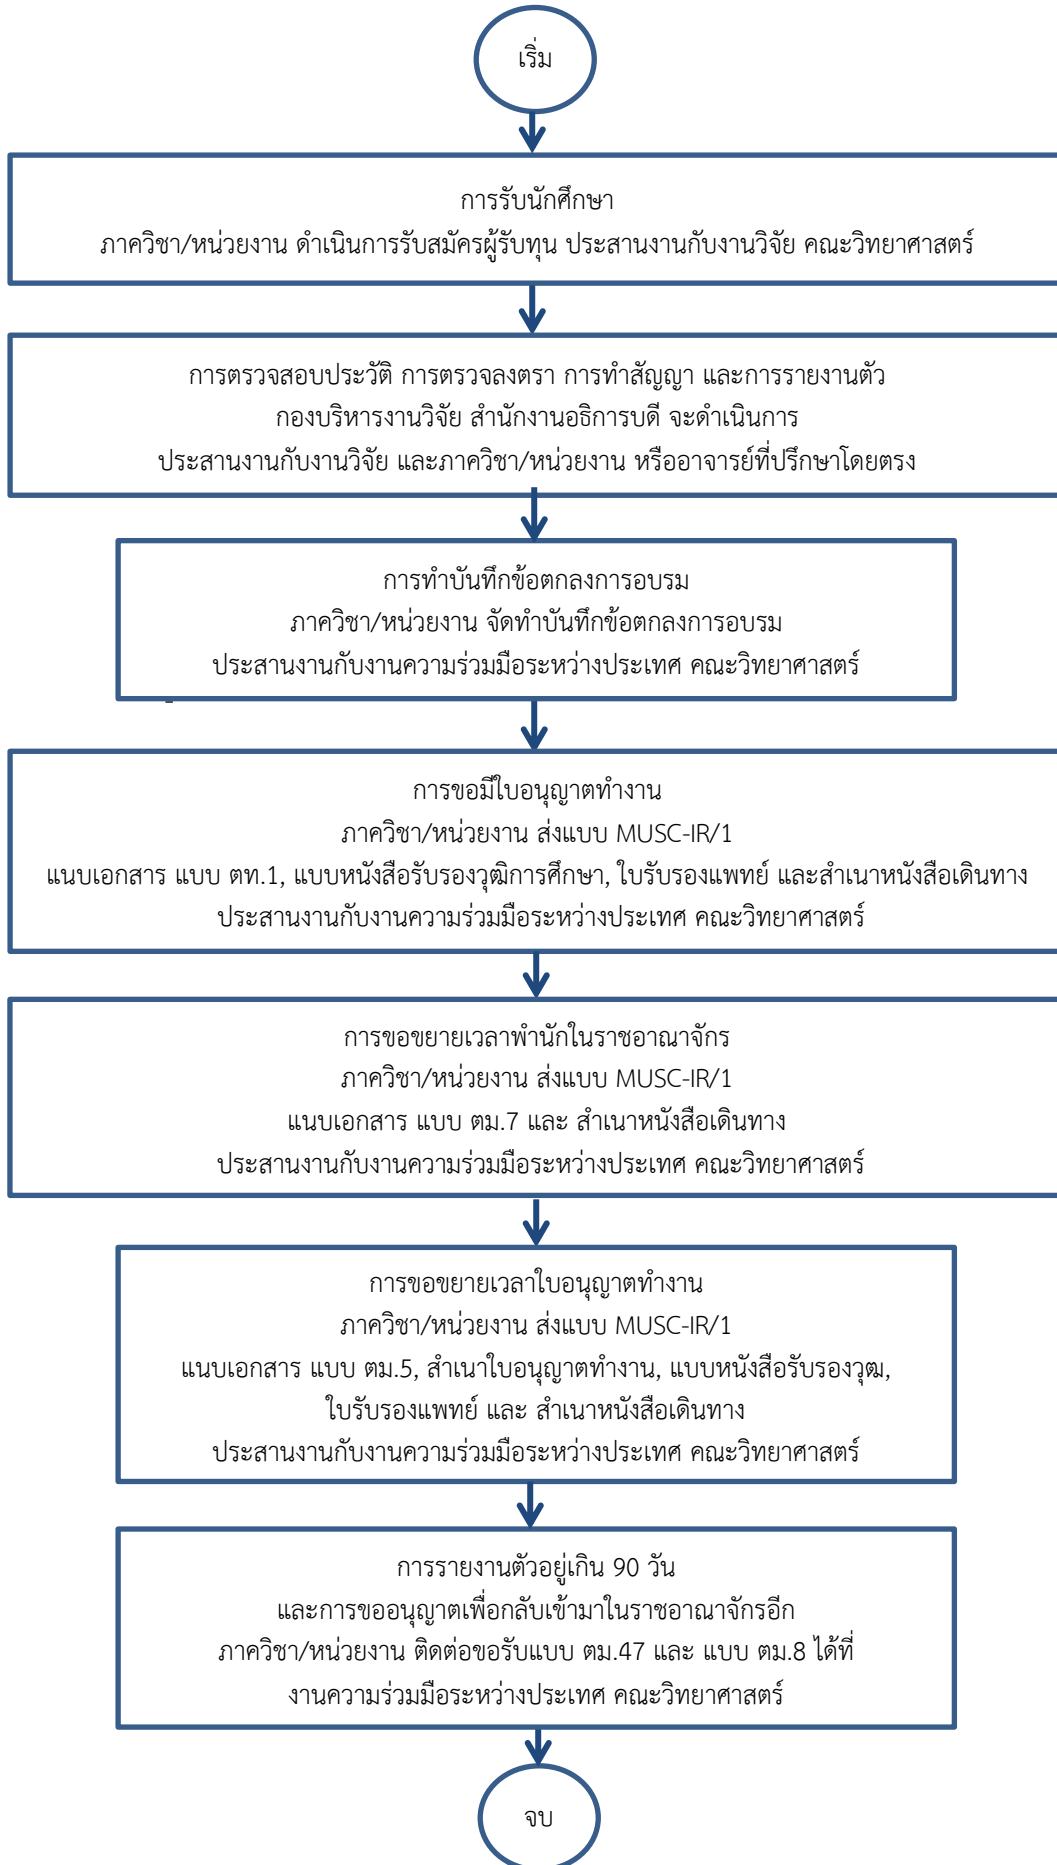 เริ่ม
การรับนักศึกษา
ภาควิชา/หน่วยงาน ดำเนินการรับสมัครผู้รับทุน ประสานงานกับงานวิจัย คณะวิทยาศาสตร์
การตรวจสอบประวัติ การตรวจลงตรา การทำสัญญา และการรายงานตัว
กองบริหารงานวิจัย สำนักงานอธิการบดี จะดำเนินการ
ประสานงานกับงานวิจัย และภาควิชา/หน่วยงาน หรืออาจารย์ที่ปรึกษาโดยตรง
การทำบันทึกข้อตกลงการอบรม
ภาควิชา/หน่วยงาน จัดทำบันทึกข้อตกลงการอบรม
ประสานงานกับงานความร่วมมือระหว่างประเทศ คณะวิทยาศาสตร์
การขอมีใบอนุญาตทำงาน
ภาควิชา/หน่วยงาน ส่งแบบ MUSC-IR/1
แนบเอกสาร แบบ ตท.1, แบบหนังสือรับรองวุฒิการศึกษา, ใบรับรองแพทย์ และสำเนาหนังสือเดินทาง
ประสานงานกับงานความร่วมมือระหว่างประเทศ คณะวิทยาศาสตร์
การขอขยายเวลาพำนักในราชอาณาจักร
ภาควิชา/หน่วยงาน ส่งแบบ MUSC-IR/1
แนบเอกสาร แบบ ตม.7 และ สำเนาหนังสือเดินทาง
ประสานงานกับงานความร่วมมือระหว่างประเทศ คณะวิทยาศาสตร์
การขอขยายเวลาใบอนุญาตทำงาน
ภาควิชา/หน่วยงาน ส่งแบบ MUSC-IR/1
แนบเอกสาร แบบ ตม.5, สำเนาใบอนุญาตทำงาน, แบบหนังสือรับรองวุฒ,
ใบรับรองแพทย์ และ สำเนาหนังสือเดินทาง
ประสานงานกับงานความร่วมมือระหว่างประเทศ คณะวิทยาศาสตร์
การรายงานตัวอยู่เกิน 90 วัน
และการขออนุญาตเพื่อกลับเข้ามาในราชอาณาจักรอีก
ภาควิชา/หน่วยงาน ติดต่อขอรับแบบ ตม.47 และ แบบ ตม.8 ได้ที่
งานความร่วมมือระหว่างประเทศ คณะวิทยาศาสตร์
จบ